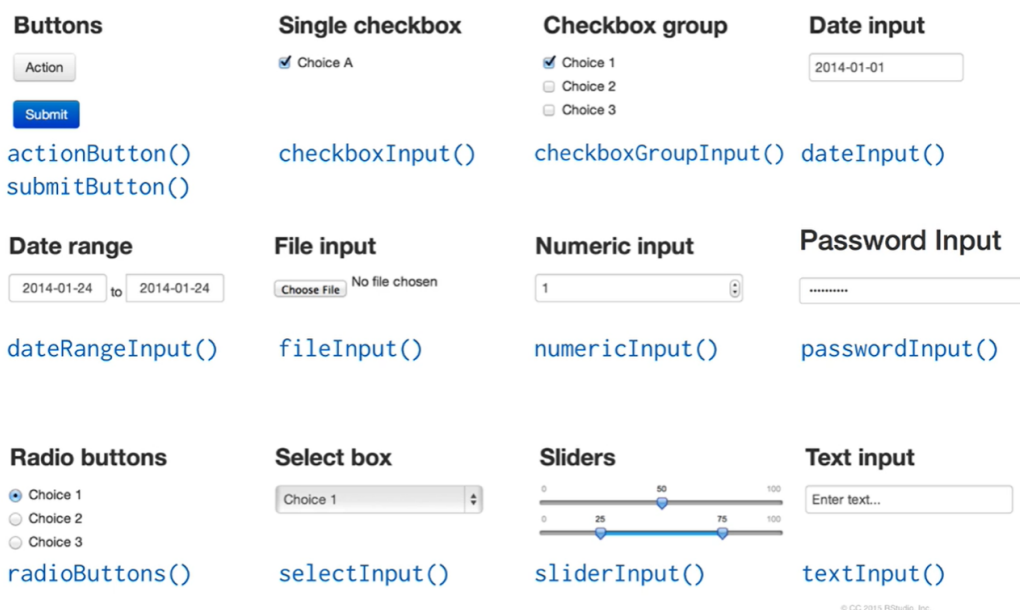 Buttons
Action
Submit
actionButton()
submitButton()
Single checkbox
Choice A
checkboxInput()
Checkbox group
Choice 1
Choice 2
Choice 3
checkboxGroupInput()
Date input
2014-01-01
dateInput()
Date range
2014-01-24 to 2014-01-24
dateRangeInput()
File input
Choose File No file chosen
fileInput()
Numeric input
1
numericInput()
Password Input
passwordInput()
Radio buttons
Choice 1
Choice 2
Choice 3
radioButtons()
Select box
Choice 1
selectInput()
Sliders
0 50 100
0 25 75 100
sliderInput()
Text input
Enter text...
textInput()
© CC 2015 RStudio, Inc.